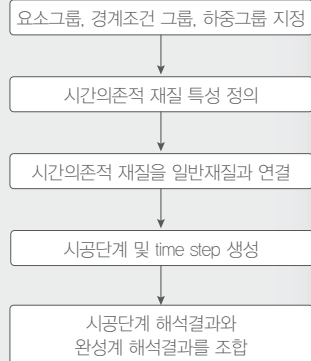 요소그룹, 경계조건 그룹, 하중그룹 지정
시간의존적 재질 특성 정의
시간의존적 재질을 일반재질과 연결
시공단계 및 time step 생성
시공단계 해석결과와
완성계 해석결과를 조합